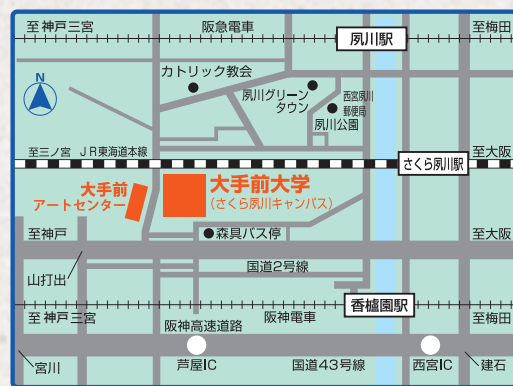 至神戸三宮
阪急電車
夙川駅
至梅田
N
カトリック教会
夙川グリーン
タウン
西宮夙川
郵便局
夙川公園
至三ノ宮 JR東海道本線
さくら夙川駅
至大阪
大手前
アートセンター
大手前大学
(さくら夙川キャンパス)
至神戸
森具バス停
至大阪
山打出
国道2号線
香櫨園駅
至神戸三宮
阪神高速道路
阪神電車
至梅田
宮川
芦屋IC
国道43号線
西宮IC
建石